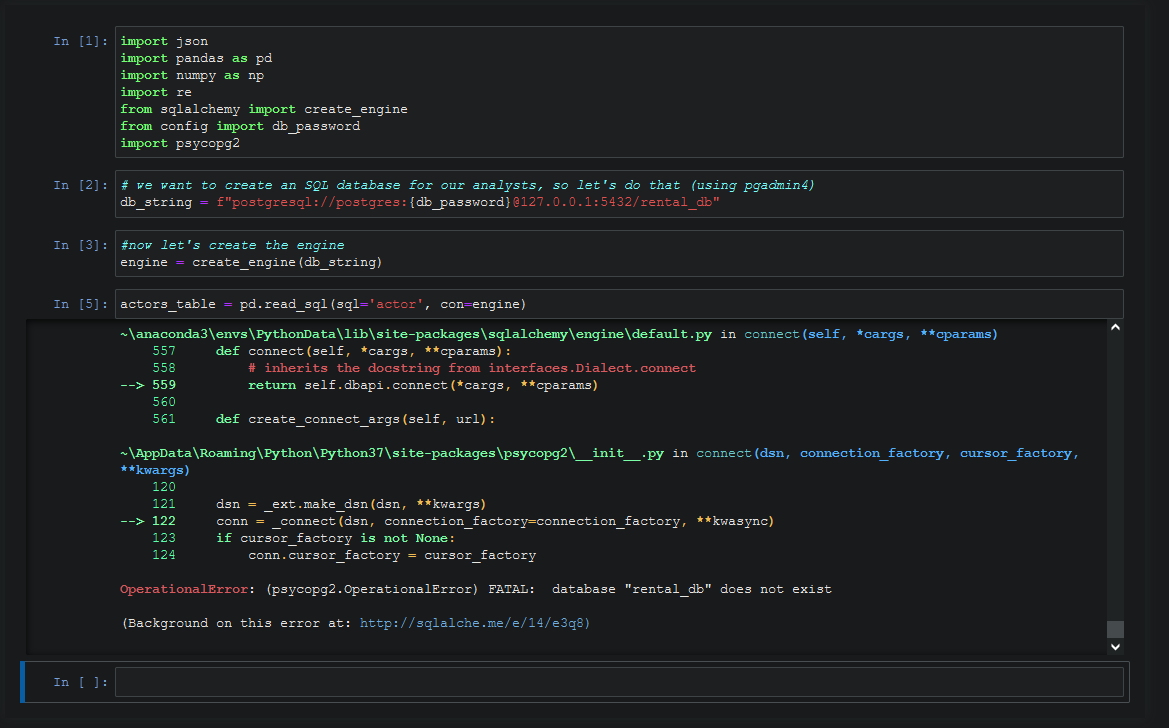 In [1]: import json
import pandas as pd
import numpy as np
import re
from sqlalchemy import create_engine
from config import db_password
import psycopg2
In [2]: # we want to create an SQL database for our analysts, so let's do that (using pgadmin4)
db_string = f"postgresql://postgres:{db_password}@127.0.0.1:5432/rental_db"
In [3]: #now let's create the engine
engine = create_engine(db_string)
In [5]: actors_table = pd.read_sql(sql='actor', con=engine)
~\anaconda3\envs\PythonData\lib\site-packages\sqlalchemy\engine\default.py in connect(self, *cargs, **cparams)
557     def connect(self, *cargs, **cparams):
558         # inherits the docstring from interfaces.Dialect.connect
--> 559         return self.dbapi.connect(*cargs, **cparams)
560
561     def create_connect_args(self, url):
~\AppData\Roaming\Python\Python37\site-packages\psycopg2\__init__.py in connect(dsn, connection_factory, cursor_factory,
**kwargs)
120
121     dsn = _ext.make_dsn(dsn, **kwargs)
--> 122     conn = _connect(dsn, connection_factory=connection_factory, **kwasync)
123     if cursor_factory is not None:
124         conn.cursor_factory = cursor_factory
OperationalError: (psycopg2.OperationalError) FATAL:  database "rental_db" does not exist
(Background on this error at: http://sqlalche.me/e/14/e3q8)
In [ ]: